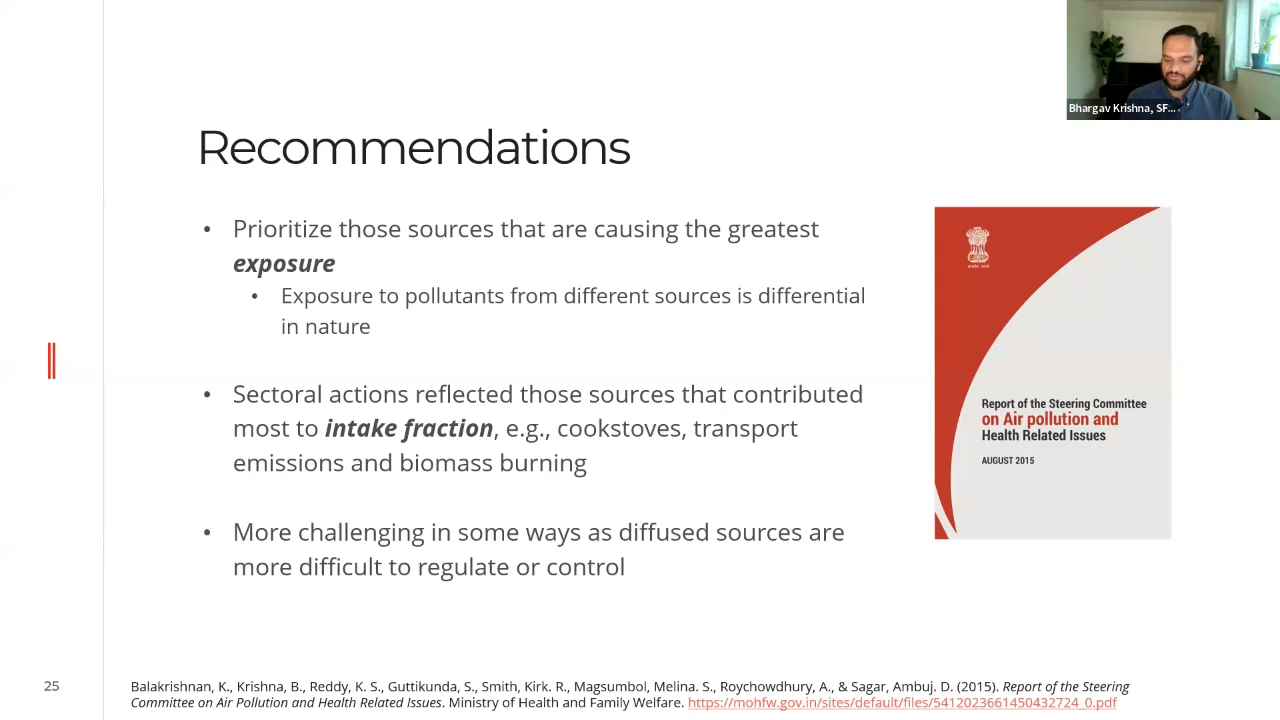 Bhargav Krishna, SF...
Recommendations
• Prioritize those sources that are causing the greatest
exposure
• Exposure to pollutants from different sources is differential
in nature
• Sectoral actions reflected those sources that contributed
most to intake fraction, e.g., cookstoves, transport
emissions and biomass burning
• More challenging in some ways as diffused sources are
more difficult to regulate or control
Report of the Steering Committee
on Air pollution and
Health Related Issues
AUGUST 2015
25
Balakrishnan, K., Krishna, B., Reddy, K. S., Guttikunda, S., Smith, Kirk. R., Magsumbol, Melina. S., Roychowdhury, A., & Sagar, Ambuj. D. (2015). Report of the Steering
Committee on Air Pollution and Health Related Issues. Ministry of Health and Family Welfare. https://mohfw.gov.in/sites/default/files/5412023661450432724_0.pdf